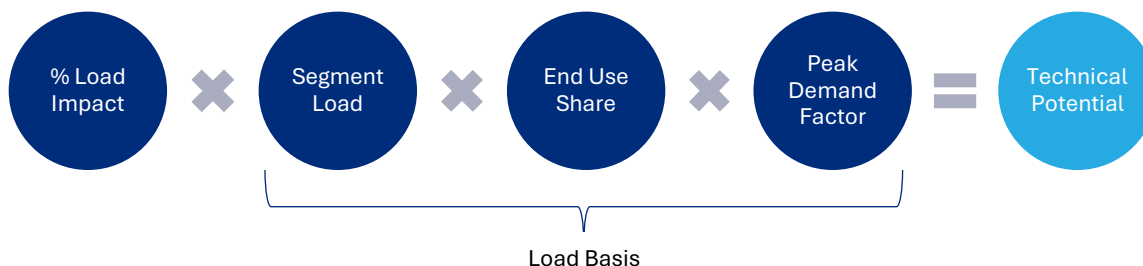 % Load
Impact
Segment
Load
End Use
Share
Peak
Demand
Factor
Technical
Potential
Load Basis